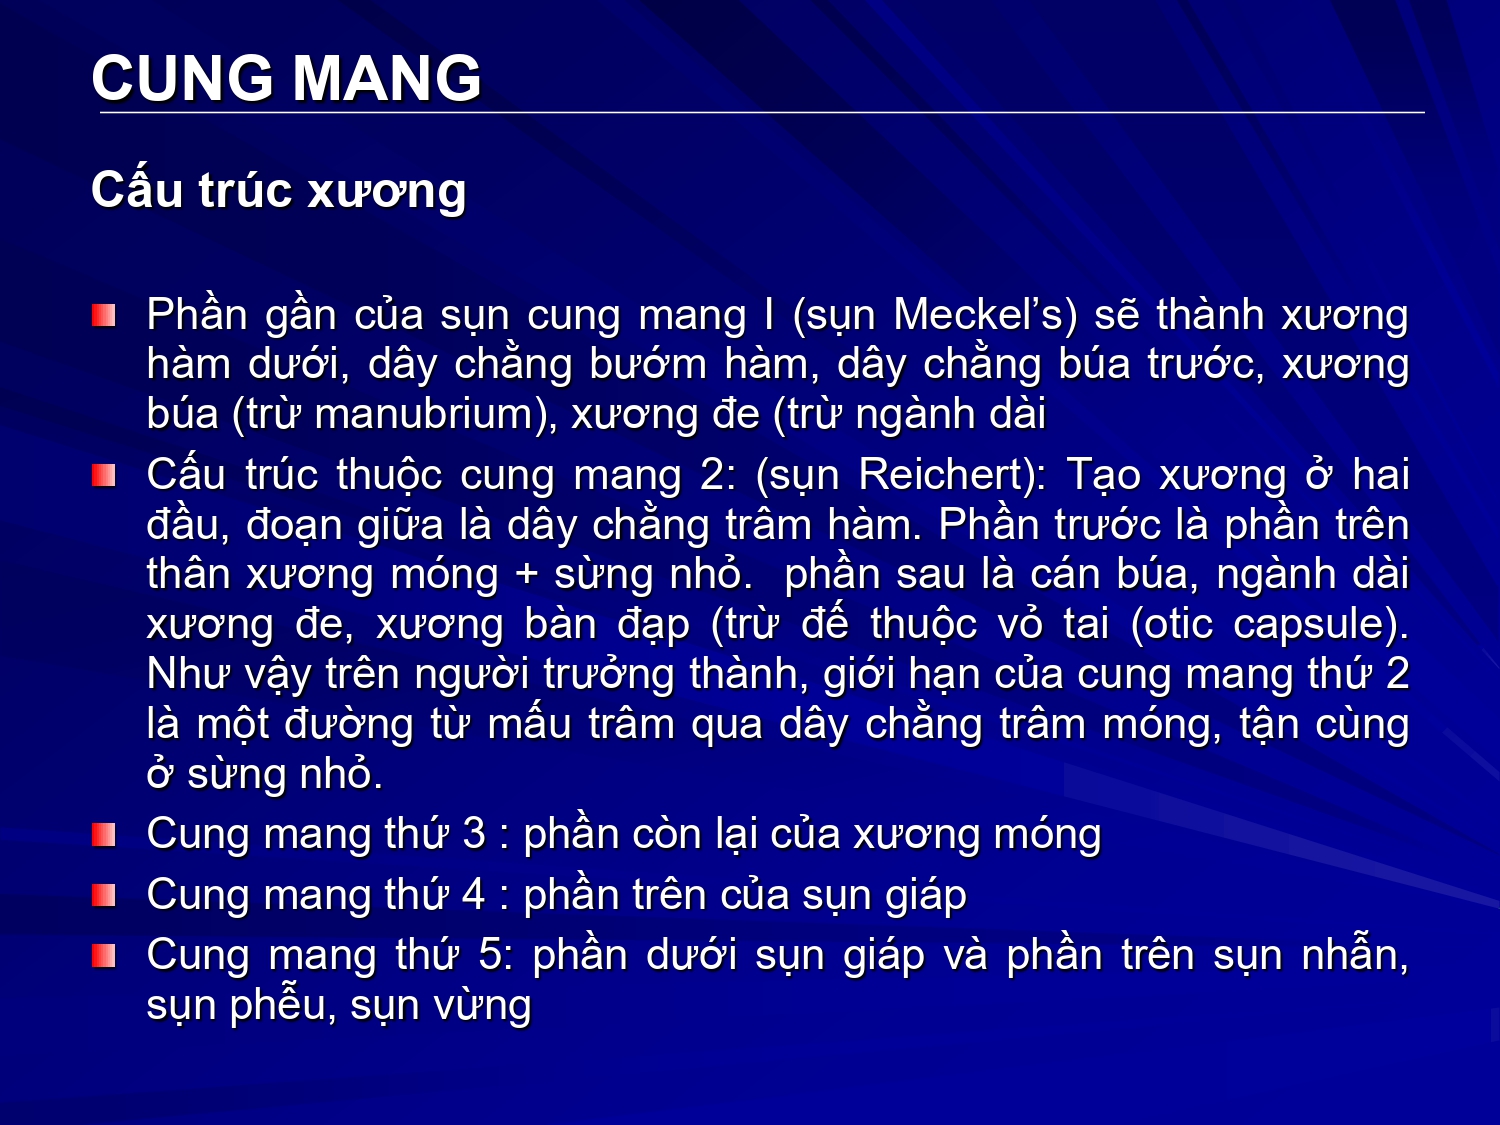 CUNG MANG
Cấu trúc xương
Phần gần của sụn cung mang I (sụn Meckel’s) sẽ thành xương
hàm dưới, dây chằng bướm hàm, dây chằng búa trước, xương
búa (trừ manubrium), xương đe (trừ ngành dài
Cấu trúc thuộc cung mang 2: (sụn Reichert): Tạo xương ở hai
đầu, đoạn giữa là dây chằng trâm hàm. Phần trước là phần trên
thân xương móng + sừng nhỏ.  phần sau là cán búa, ngành dài
xương đe, xương bàn đạp (trừ đế thuộc vỏ tai (otic capsule).
Như vậy trên người trưởng thành, giới hạn của cung mang thứ 2
là một đường từ mấu trâm qua dây chằng trâm móng, tận cùng
ở sừng nhỏ.
Cung mang thứ 3 : phần còn lại của xương móng
Cung mang thứ 4 : phần trên của sụn giáp
Cung mang thứ 5: phần dưới sụn giáp và phần trên sụn nhẫn,
sụn phễu, sụn vừng